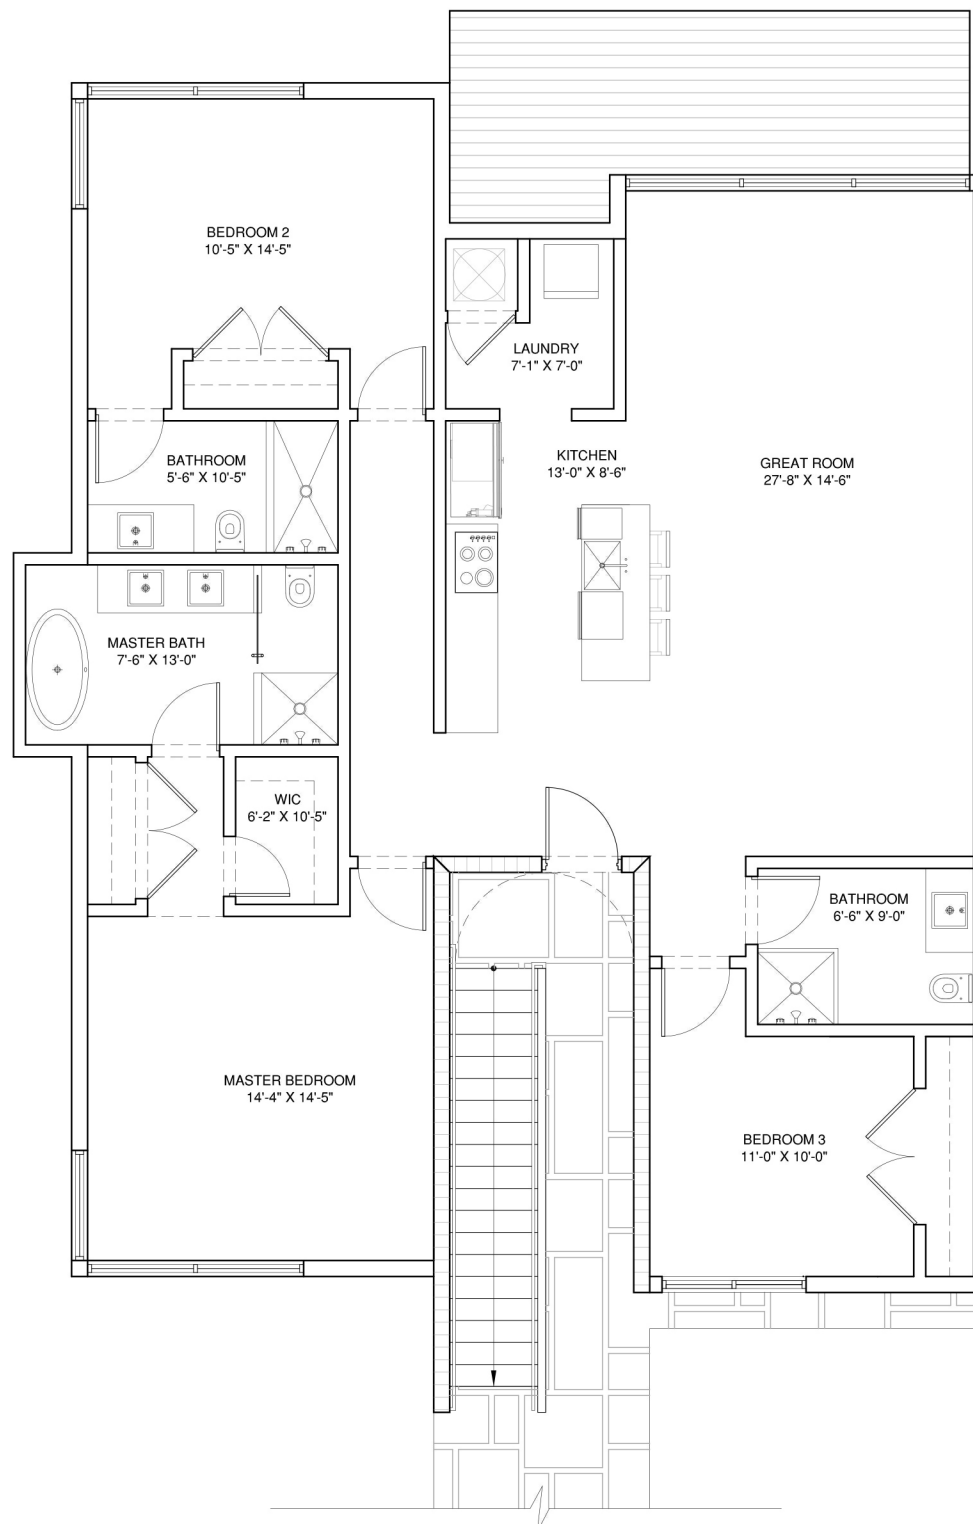 BEDROOM 2
10'-5" X 14'-5"
LAUNDRY
7'-1" X 7'-0"
KITCHEN
13'-0" X 8'-6"
GREAT ROOM
27'-8" X 14'-6"
BATHROOM
5'-6" X 10'-5"
MASTER BATH
7'-6" X 13'-0"
WIC
6'-2" X 10'-5"
BATHROOM
6'-6" X 9'-0"
MASTER BEDROOM
14'-4" X 14'-5"
BEDROOM 3
11'-0" X 10'-0"